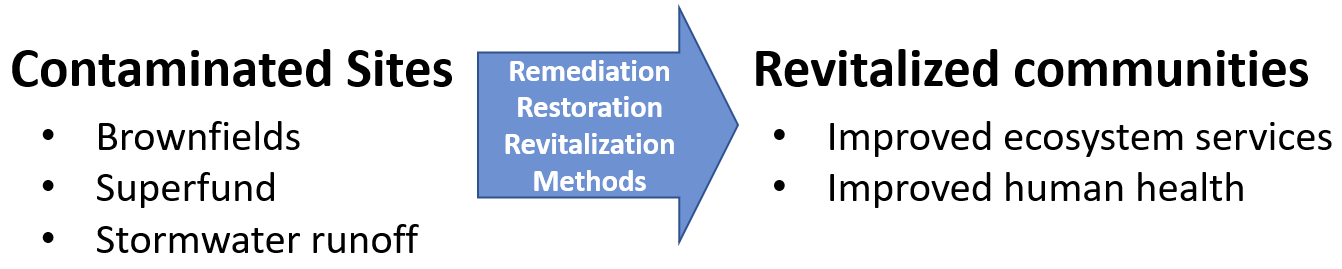 Contaminated Sites
• Brownfields
• Superfund
• Stormwater runoff
Remediation
Restoration
Revitalization
Methods
Revitalized communities
• Improved ecosystem services
• Improved human health